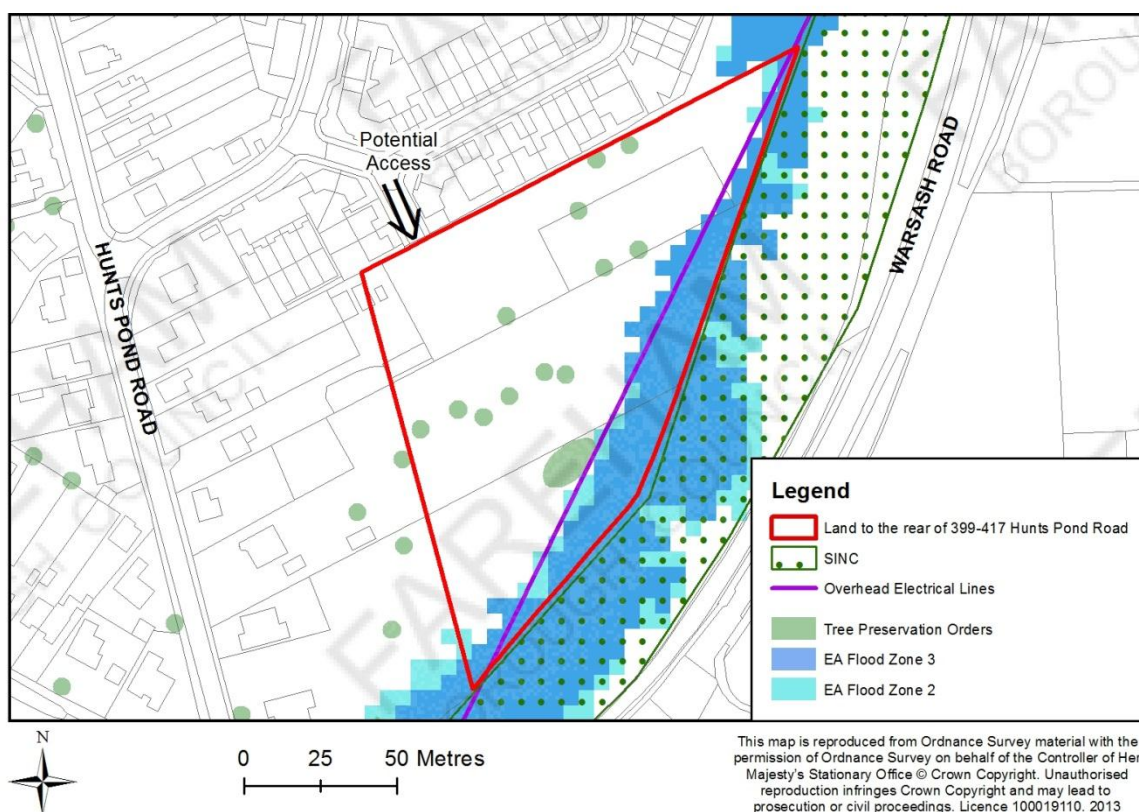 Potential
Access
HUNTS POND ROAD
WARSASH ROAD
FAREHAM
BOROUGH COUNCIL
Legend
Land to the rear of 399-417 Hunts Pond Road
SINC
Overhead Electrical Lines
Tree Preservation Orders
EA Flood Zone 3
EA Flood Zone 2
N
0 25 50 Metres
This map is reproduced from Ordnance Survey material with the
permission of Ordnance Survey on behalf of the Controller of Her
Majesty's Stationary Office © Crown Copyright. Unauthorised
reproduction infringes Crown Copyright and may lead to
prosecution or civil proceedings. Licence 100019110. 2013